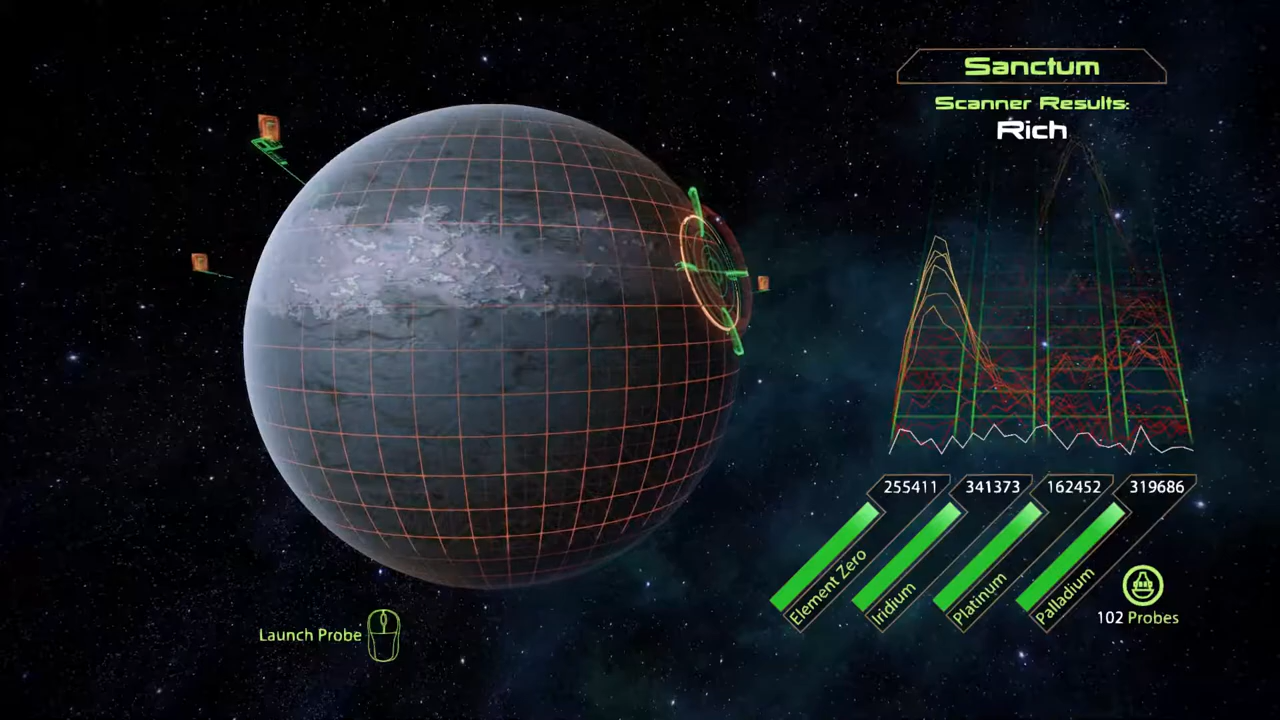 Sanctum
Scanner Results:
Rich
255411
341373
162452
319686
Element Zero
Iridium
Platinum
Palladium
102 Probes
Launch Probe